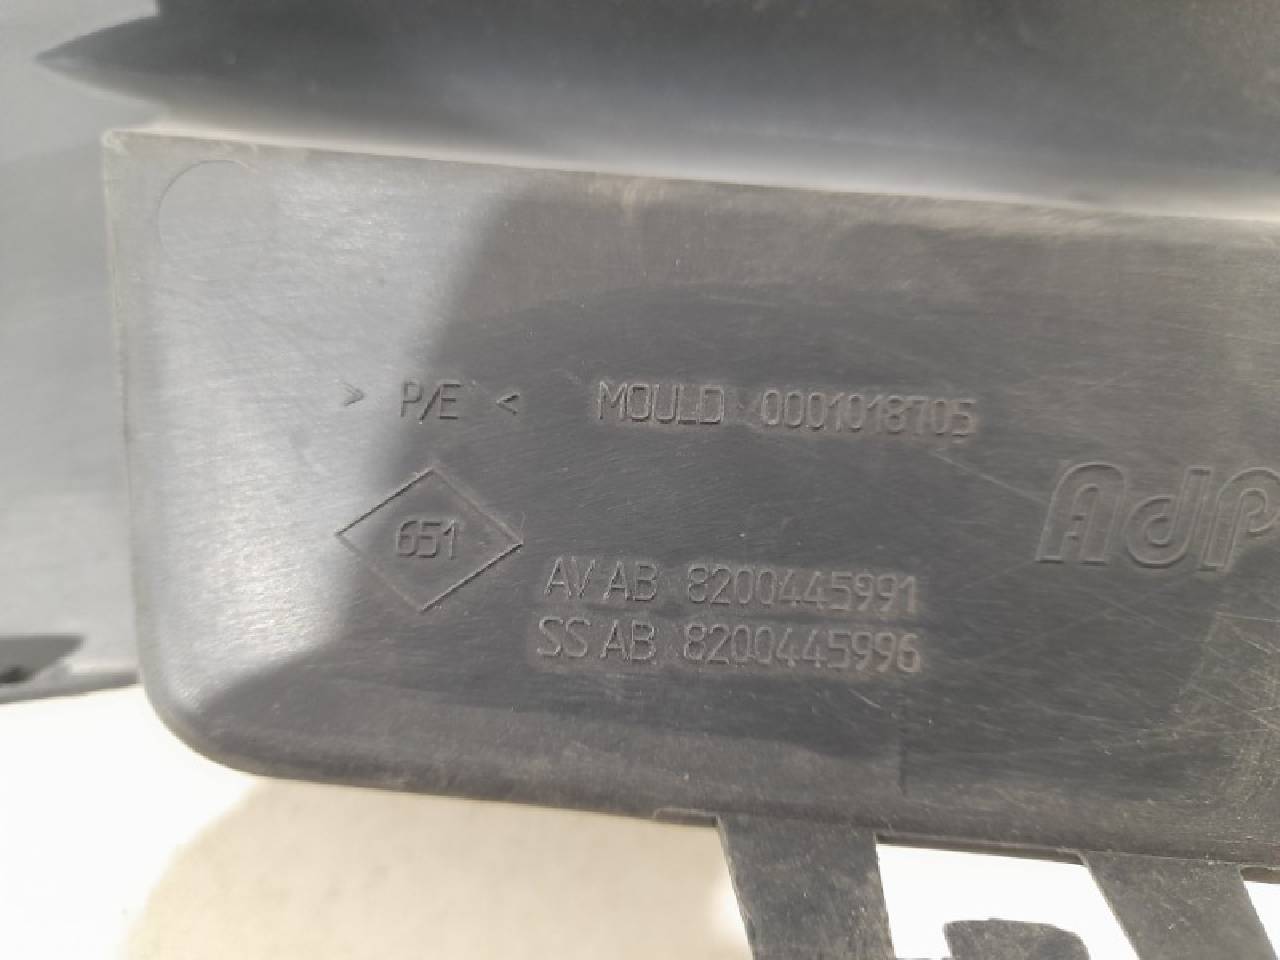 > P/E < MOULD 0001018705
AdP
651
AV AB 8200445991
SS AB 8200445996